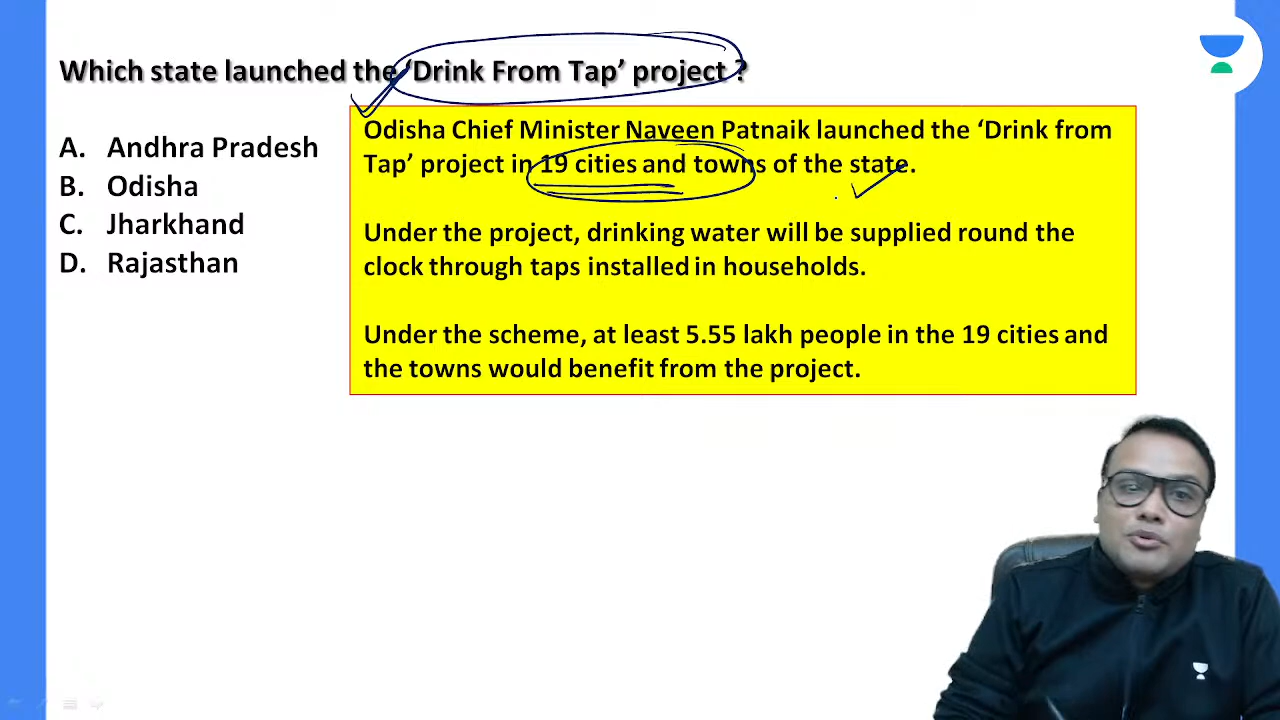 Which state launched the ‘Drink From Tap’ project ?
A. Andhra Pradesh
B. Odisha
C. Jharkhand
D. Rajasthan
Odisha Chief Minister Naveen Patnaik launched the ‘Drink from
Tap’ project in 19 cities and towns of the state.
Under the project, drinking water will be supplied round the
clock through taps installed in households.
Under the scheme, at least 5.55 lakh people in the 19 cities and
the towns would benefit from the project.